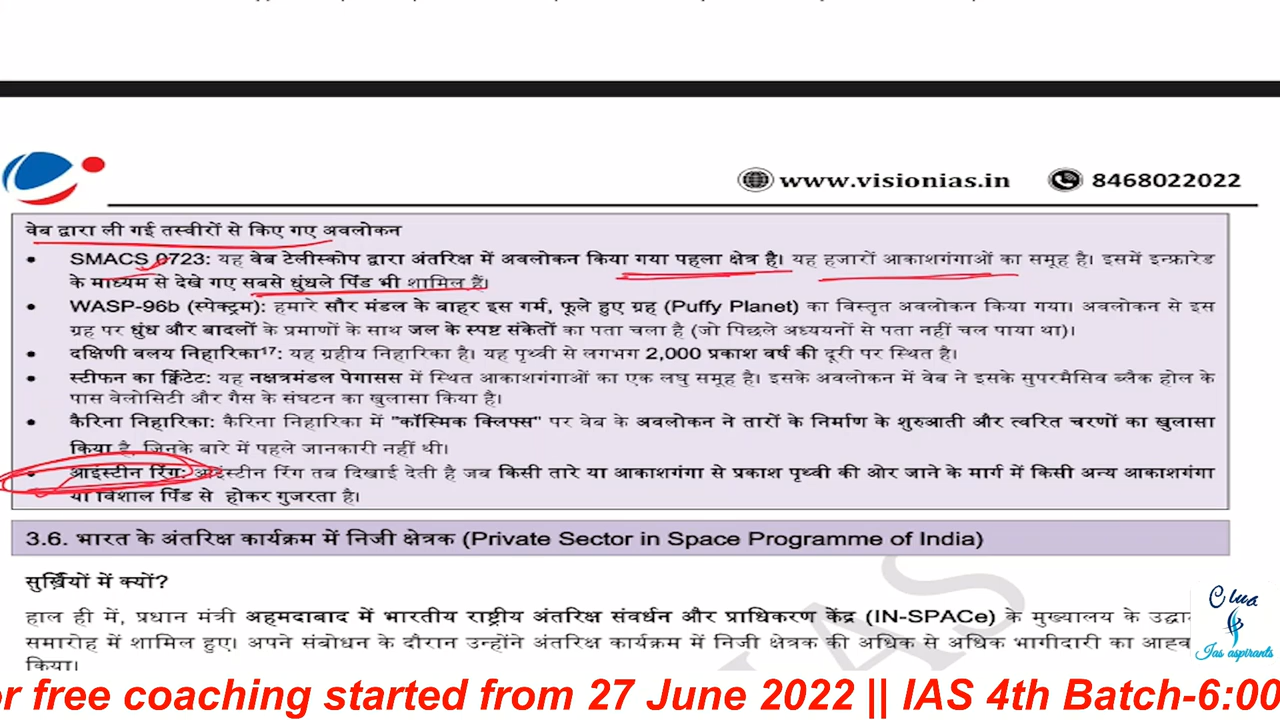 www.visionias.in 8468022022
वेब द्वारा ली गई तस्वीरों से किए गए अवलोकन
• SMACS 0723: यह वेब टेलीस्कोप द्वारा अंतरिक्ष में अवलोकन किया गया पहला क्षेत्र है। यह हजारों आकाशगंगाओं का समूह है। इसमें इन्फ्रारेड
के माध्यम से देखे गए सबसे धुंधले पिंड भी शामिल हैं।
• WASP-96b (स्पेक्ट्रम): हमारे सौर मंडल के बाहर इस गर्म, फूले हुए ग्रह (Puffy Planet) का विस्तृत अवलोकन किया गया। अवलोकन से इस
ग्रह पर धुंध और बादलों के प्रमाणों के साथ जल के स्पष्ट संकेतों का पता चला है (जो पिछले अध्ययनों से पता नहीं चल पाया था)।
• दक्षिणी वलय निहारिका¹⁷: यह ग्रहीय निहारिका है। यह पृथ्वी से लगभग 2,000 प्रकाश वर्ष की दूरी पर स्थित है।
• स्टीफन का क्विंटेट: यह नक्षत्रमंडल पेगासस में स्थित आकाशगंगाओं का एक लघु समूह है। इसके अवलोकन में वेब ने इसके सुपरमैसिव ब्लैक होल के
पास वेलोसिटी और गैस के संघटन का खुलासा किया है।
• कैरिना निहारिका: कैरिना निहारिका में "कॉस्मिक क्लिफ्स" पर वेब के अवलोकन ने तारों के निर्माण के शुरुआती और त्वरित चरणों का खुलासा
किया है, जिनके बारे में पहले जानकारी नहीं थी।
• आइंस्टीन रिंग: आइंस्टीन रिंग तब दिखाई देती है जब किसी तारे या आकाशगंगा से प्रकाश पृथ्वी की ओर जाने के मार्ग में किसी अन्य आकाशगंगा
या विशाल पिंड से होकर गुजरता है।
3.6. भारत के अंतरिक्ष कार्यक्रम में निजी क्षेत्रक (Private Sector in Space Programme of India)
सुर्ख़ियों में क्यों?
हाल ही में, प्रधान मंत्री अहमदाबाद में भारतीय राष्ट्रीय अंतरिक्ष संवर्धन और प्राधिकरण केंद्र (IN-SPACe) के मुख्यालय के
समारोह में शामिल हुए। अपने संबोधन के दौरान उन्होंने अंतरिक्ष कार्यक्रम में निजी क्षेत्रक की अधिक से अधिक भागीदारी का
किया।
Clua
Ias aspirants
or free coaching started from 27 June 2022 || IAS 4th Batch-6:00